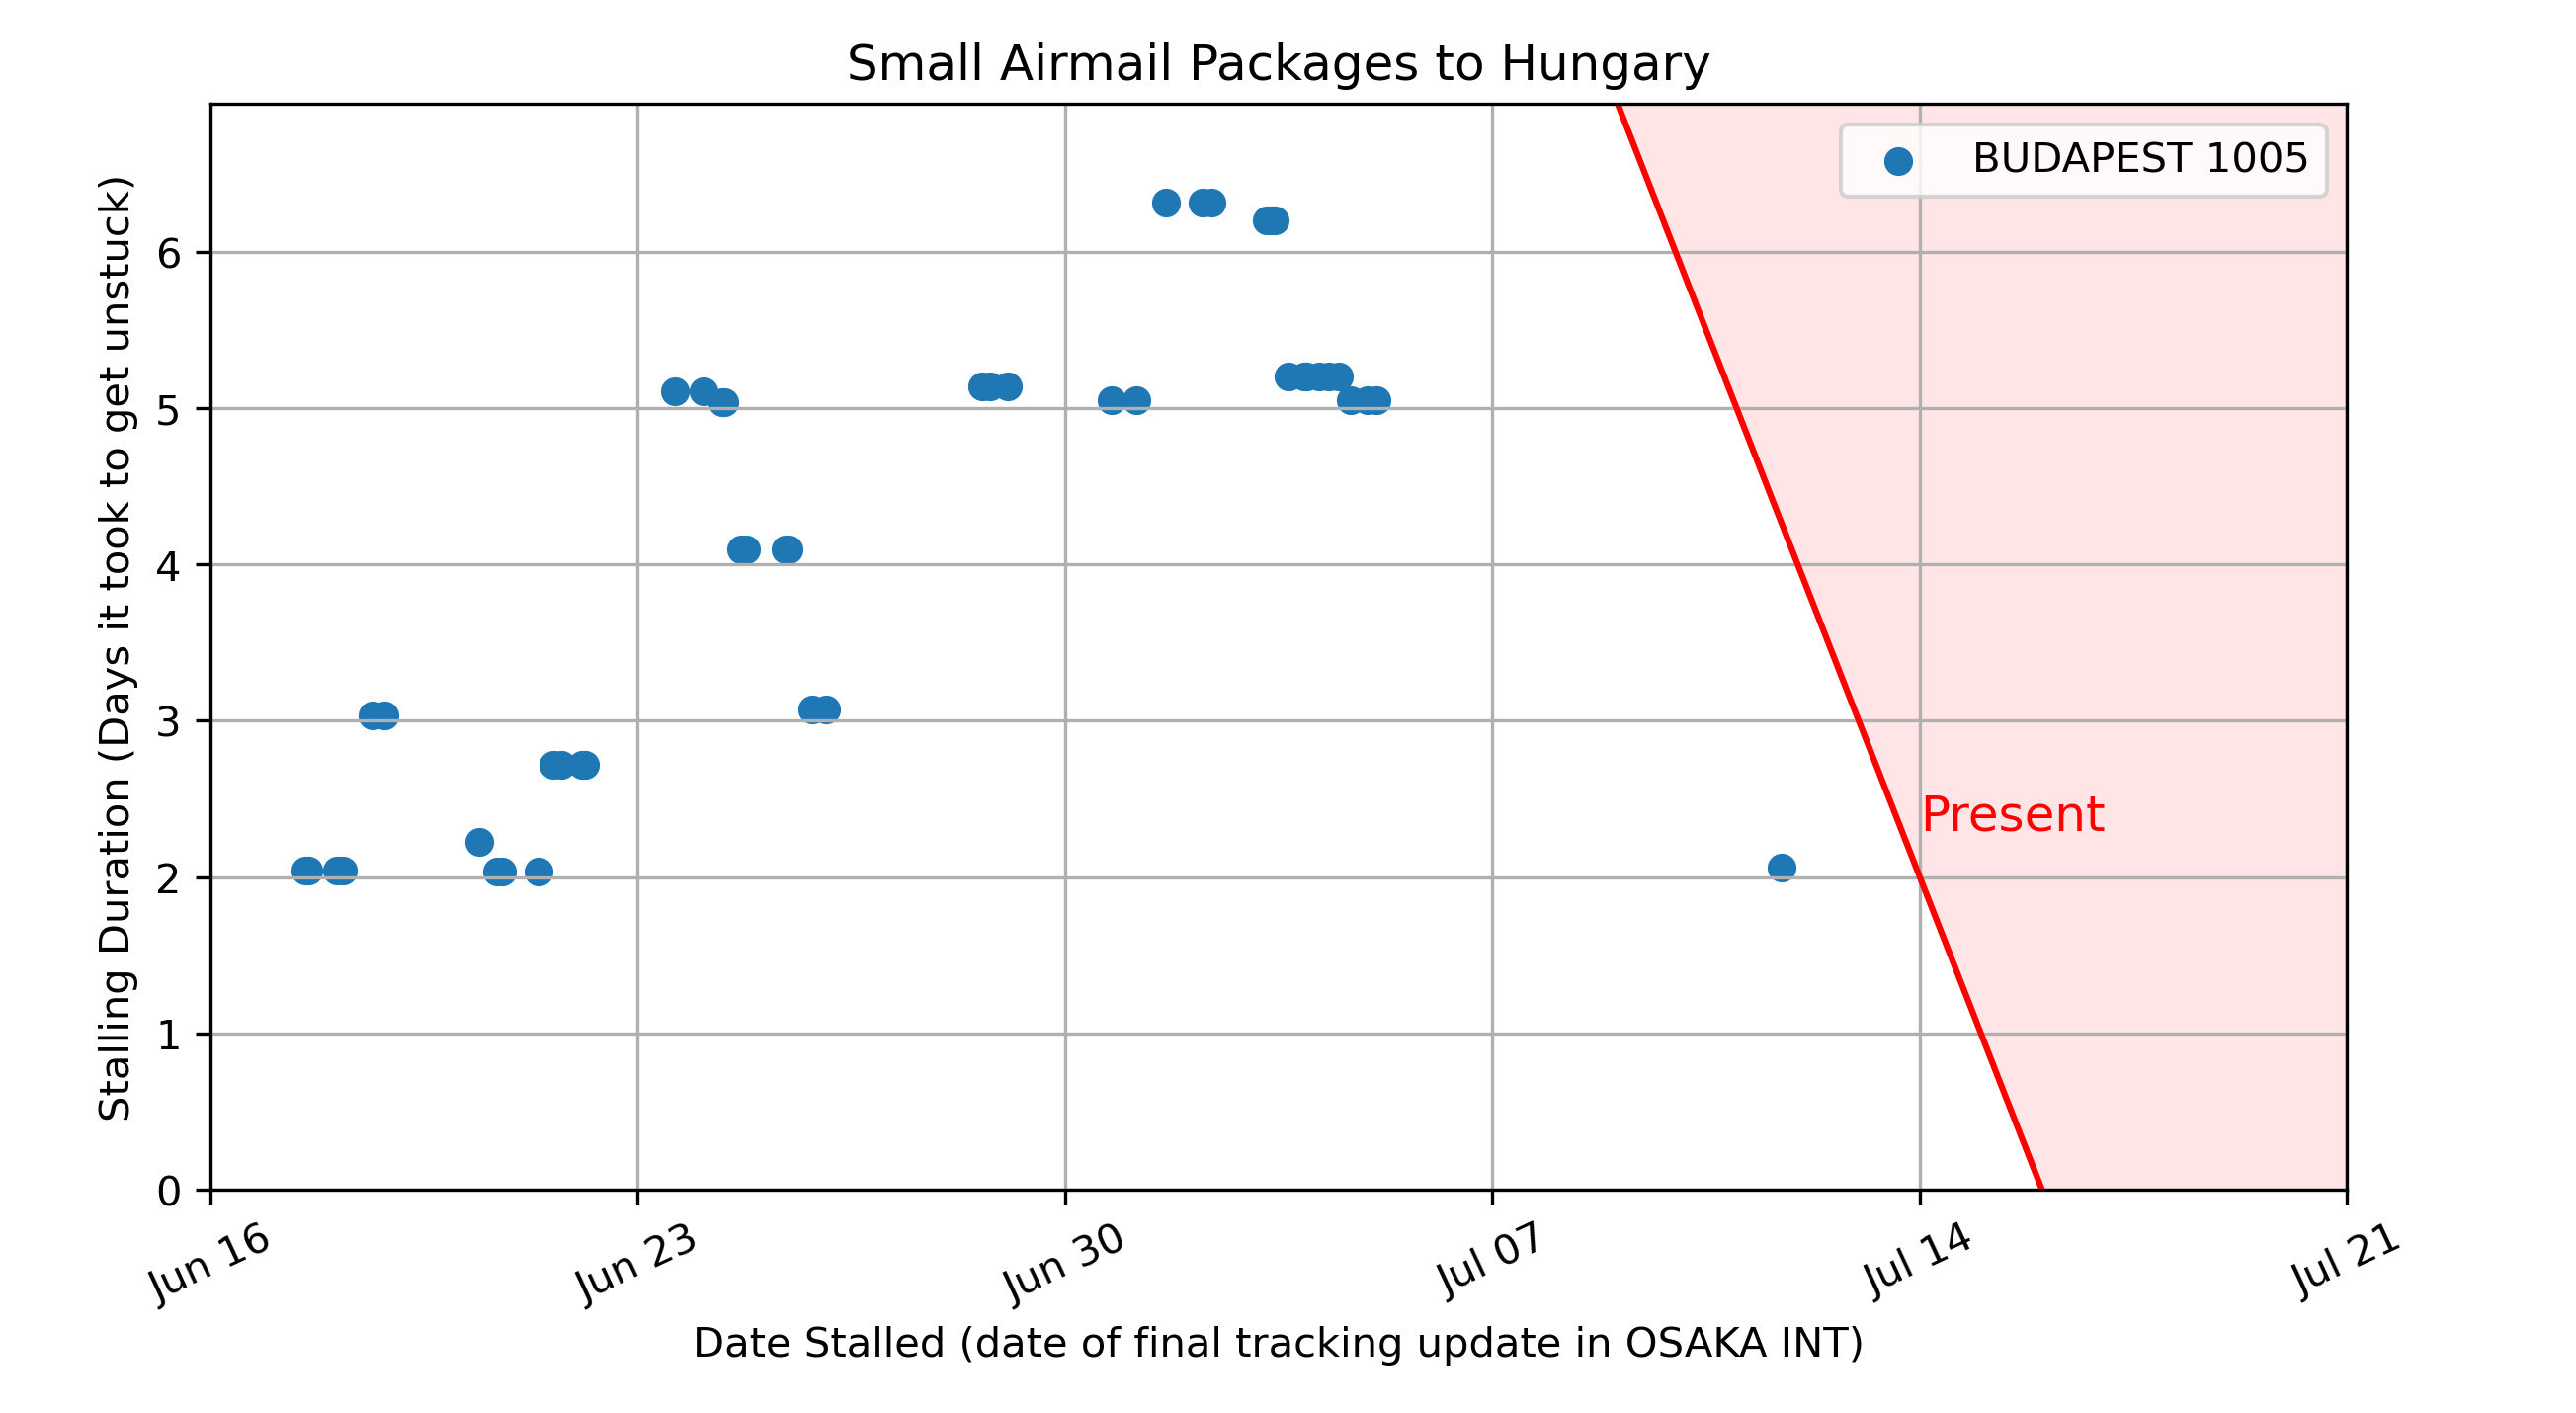 Small Airmail Packages to Hungary
BUDAPEST 1005
Stalling Duration (Days it took to get unstuck)
6
5
4
3
2
1
0
Present
Jun 16
Jun 23
Jun 30
Jul 07
Jul 14
Jul 21
Date Stalled (date of final tracking update in OSAKA INT)